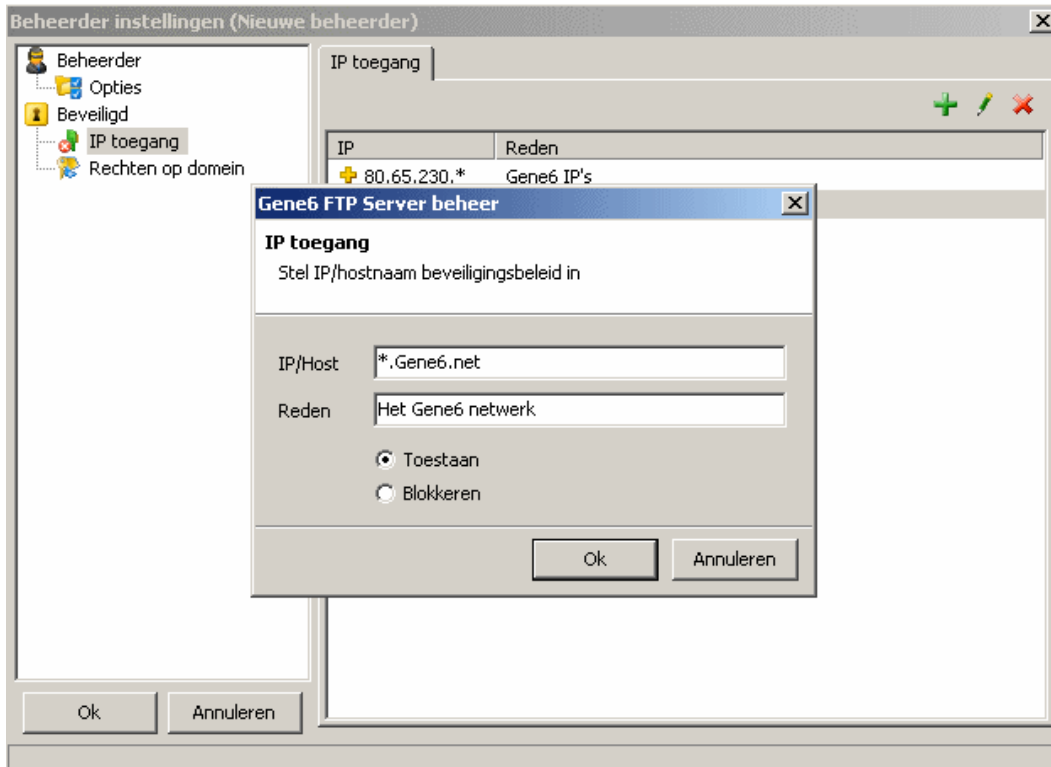 Beheerder instellingen (Nieuwe beheerder)
Beheerder
Opties
Beveiligd
IP toegang
Rechten op domein
IP toegang
IP Reden
80.65.230.* Gene6 IP's
Gene6 FTP Server beheer
IP toegang
Stel IP/hostnaam beveiligingsbeleid in
IP/Host *.Gene6.net
Reden Het Gene6 netwerk
Toestaan
Blokkeren
Ok Annuleren
Ok Annuleren